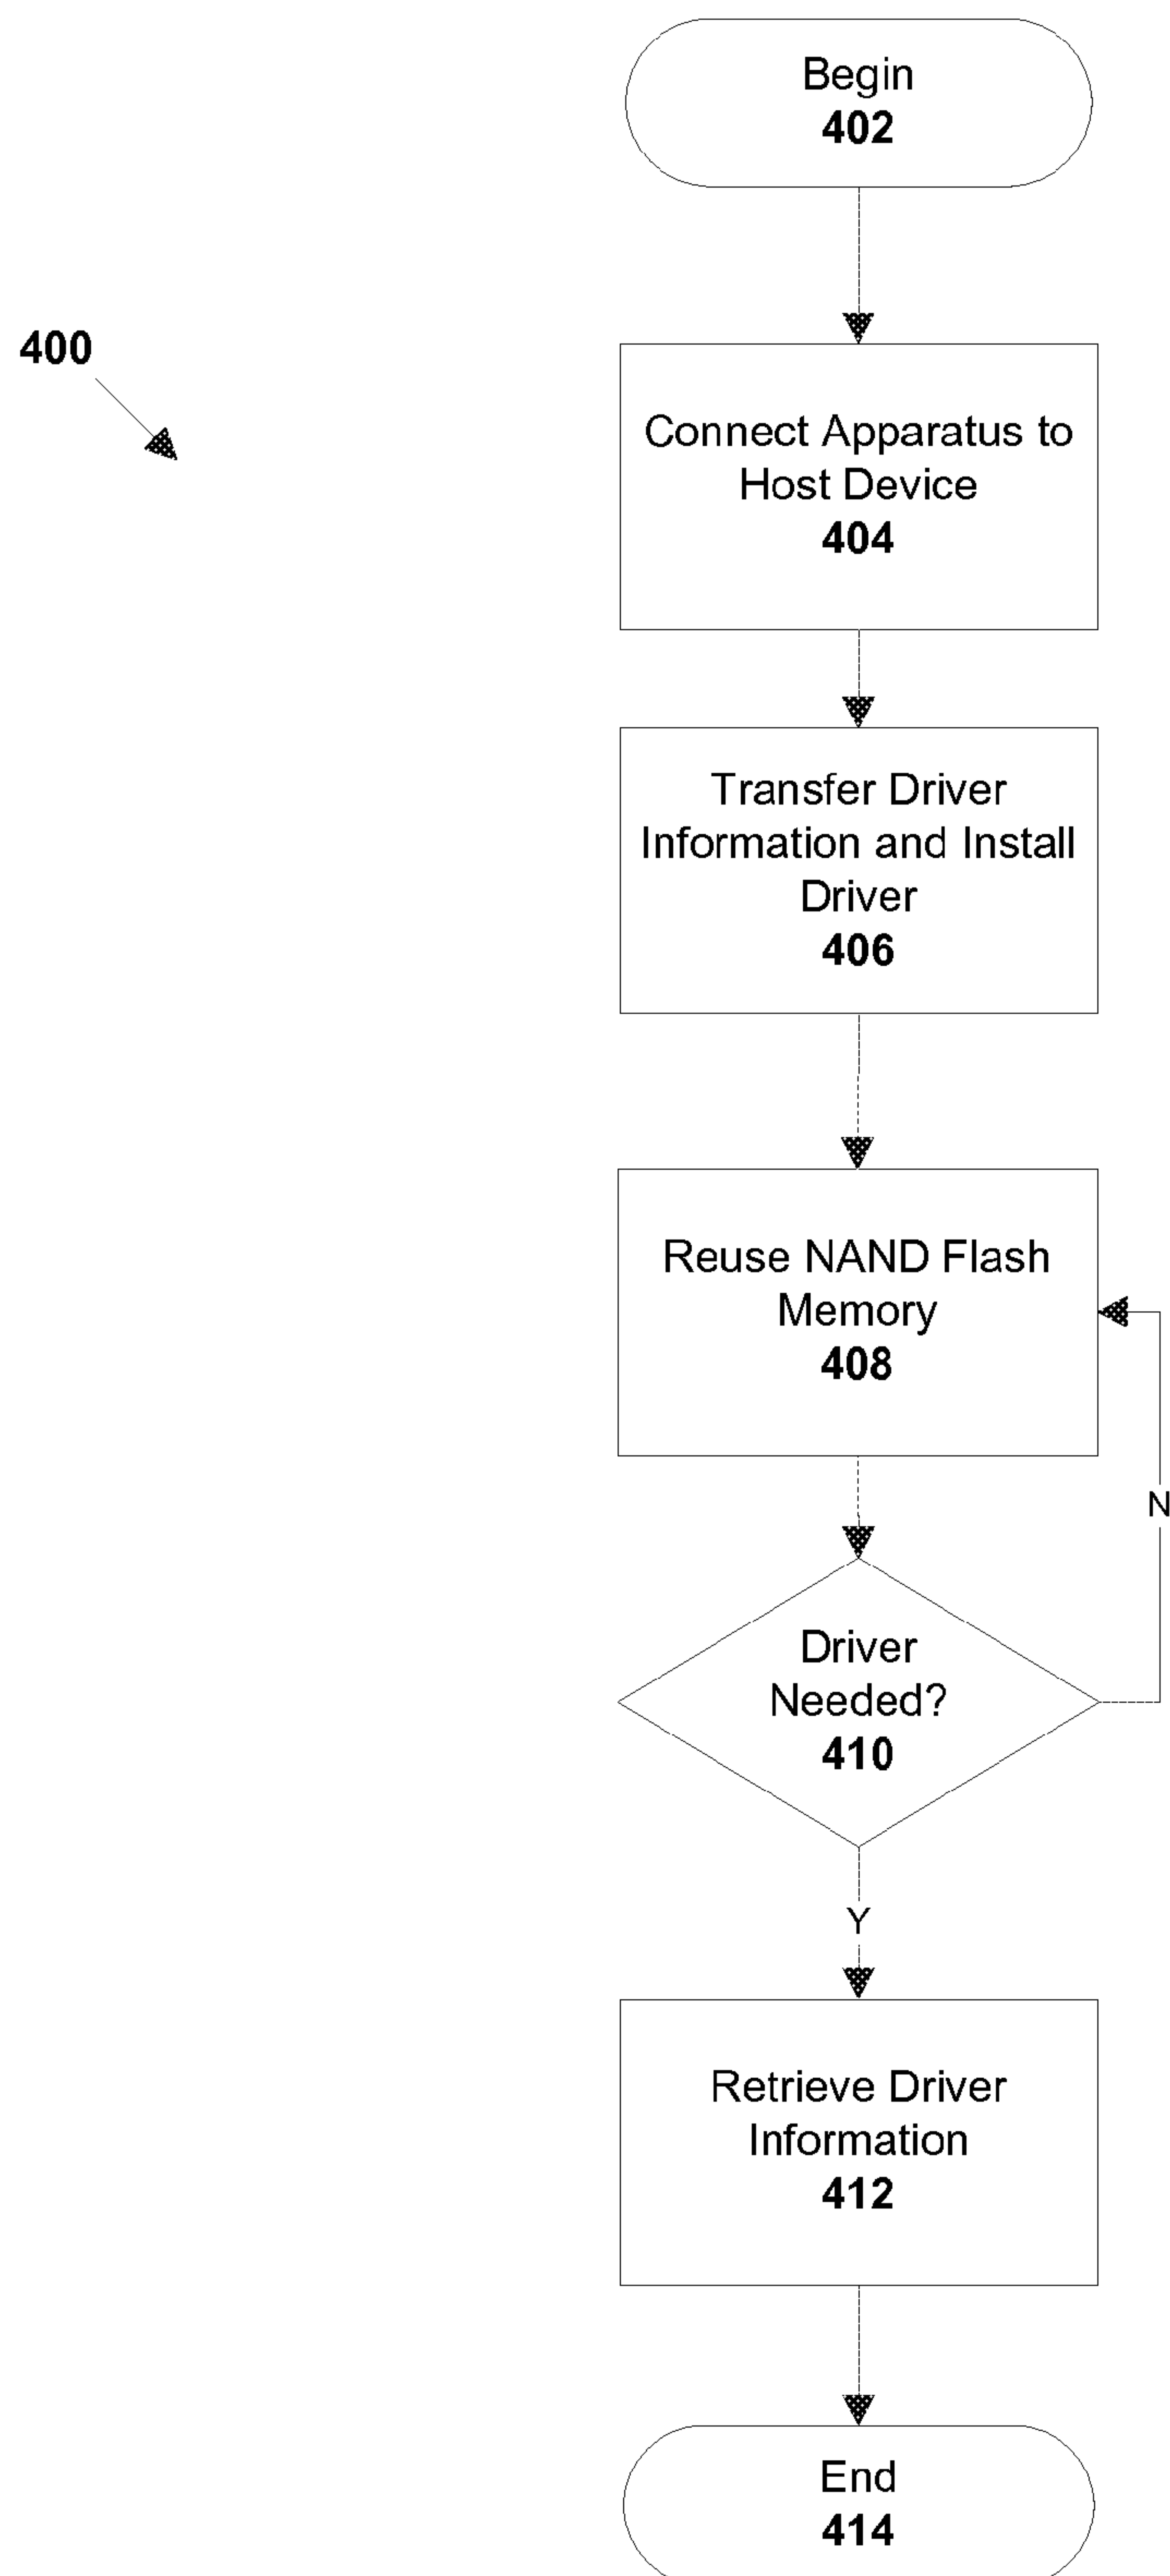 Begin
402
400
Connect Apparatus to
Host Device
404
Transfer Driver
Information and Install
Driver
406
Reuse NAND Flash
Memory
408
N
Driver
Needed?
410
Y
Retrieve Driver
Information
412
End
414